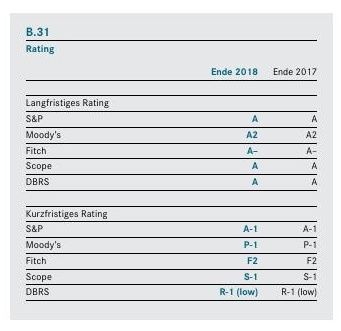 B.31
Rating
Ende 2018 Ende 2017
Langfristiges Rating
S&P A A
Moody's A2 A2
Fitch A– A–
Scope A A
DBRS A A
Kurzfristiges Rating
S&P A-1 A-1
Moody's P-1 P-1
Fitch F2 F2
Scope S-1 S-1
DBRS R-1 (low) R-1 (low)